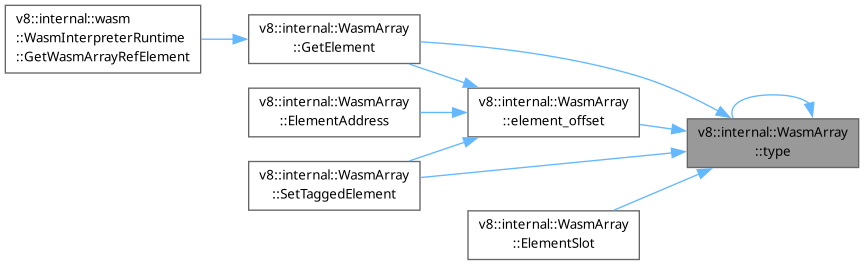 v8::internal::wasm
::WasmInterpreterRuntime
::GetWasmArrayRefElement
v8::internal::WasmArray
::GetElement
v8::internal::WasmArray
::ElementAddress
v8::internal::WasmArray
::SetTaggedElement
v8::internal::WasmArray
::element_offset
v8::internal::WasmArray
::ElementSlot
v8::internal::WasmArray
::type